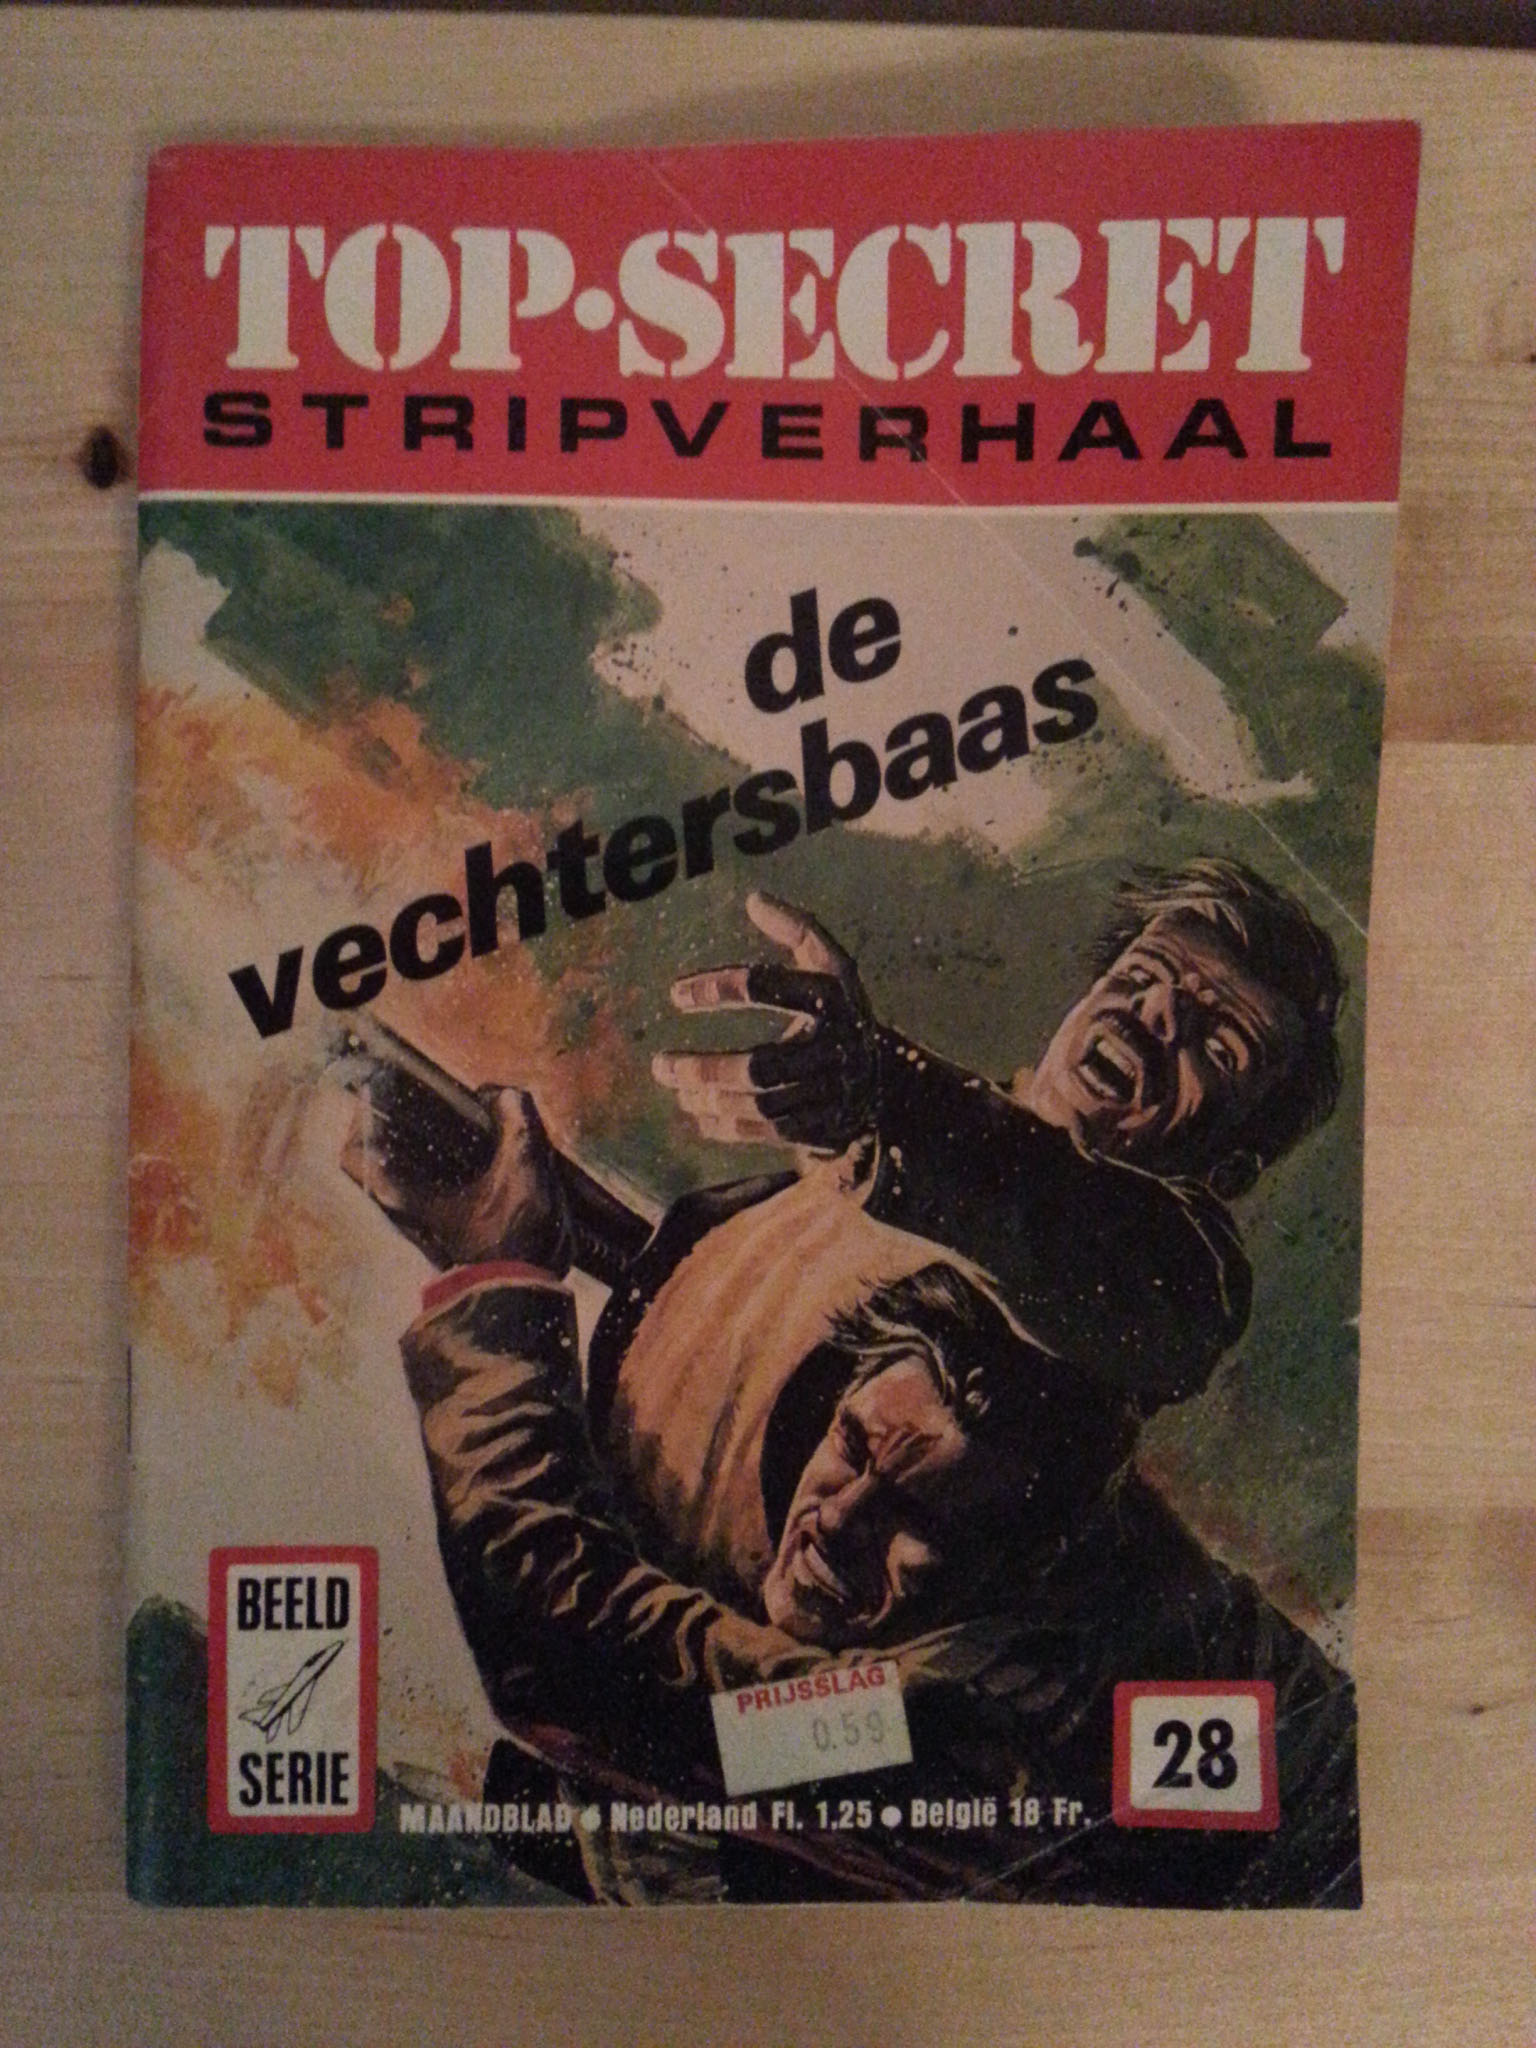 TOP·SECRET
STRIPVERHAAL
de
vechtersbaas
BEELD
SERIE
PRIJSSLAG
0.59
28
MAANDBLAD ● Nederland Fl. 1,25 ● België 18 Fr.